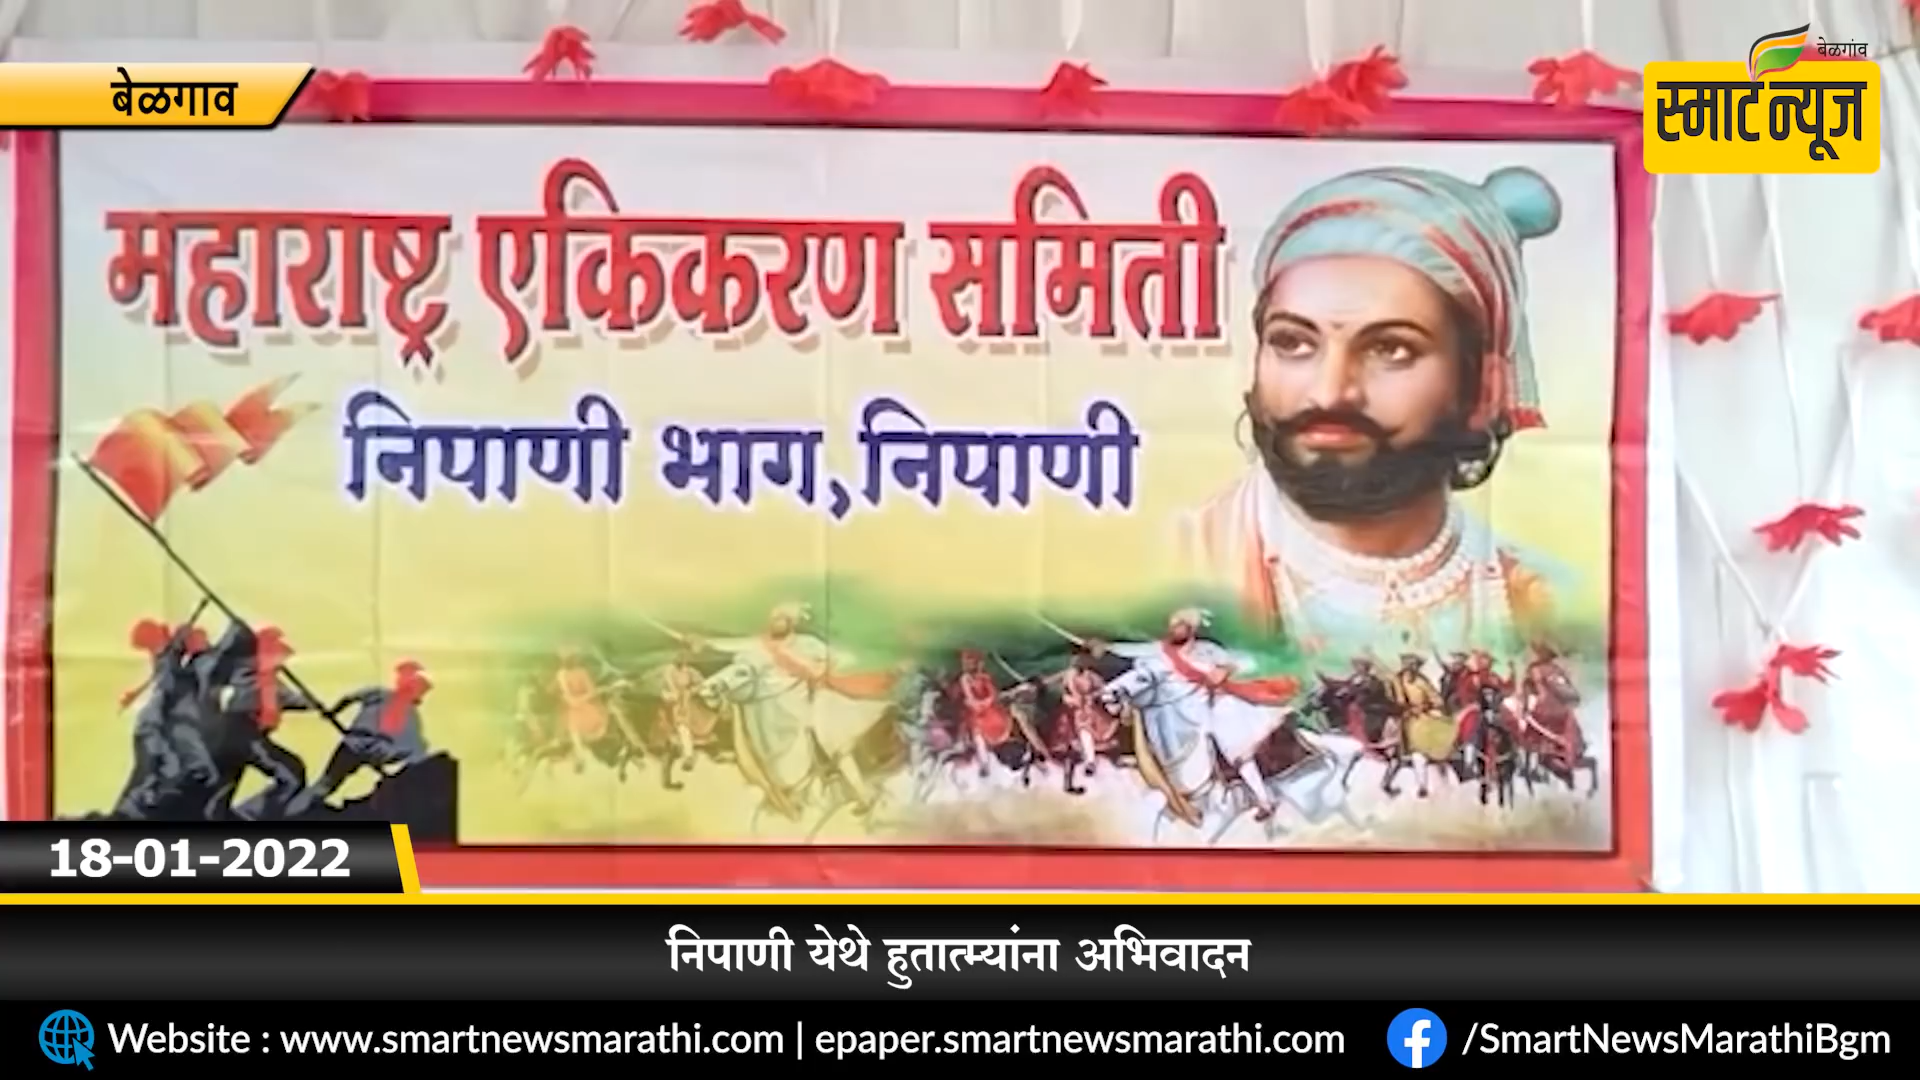 बेळगाव
बेळगांव
स्मार्ट न्यूज
महाराष्ट्र एकिकरण समिती
निपाणी भाग, निपाणी
18-01-2022
निपाणी येथे हुतात्म्यांना अभिवादन
Website : www.smartnewsmarathi.com | epaper.smartnewsmarathi.com
/SmartNewsMarathiBgm